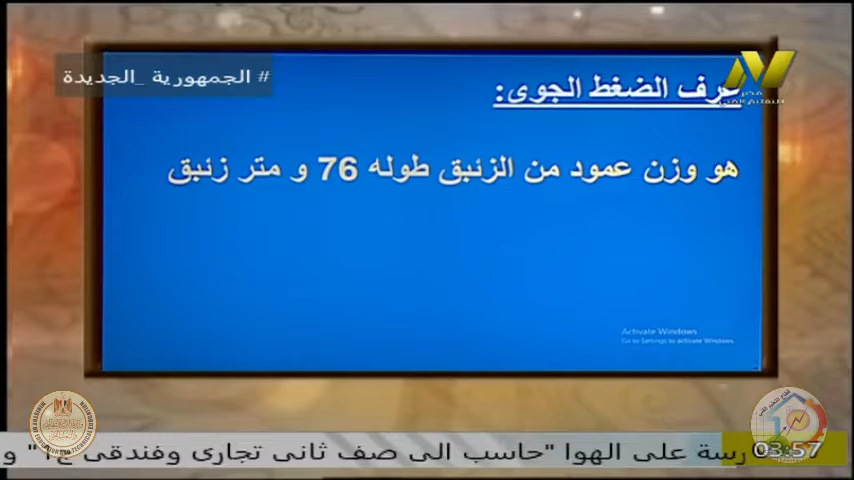 # الجمهورية _الجديدة
عرف الضغط الجوى:
هو وزن عمود من الزئبق طوله 76 و متر زئبق
Activate Windows
Go to Settings to activate Windows.
رسة على الهوا "حاسب الى صف ثانى تجارى وفندقى
03:57